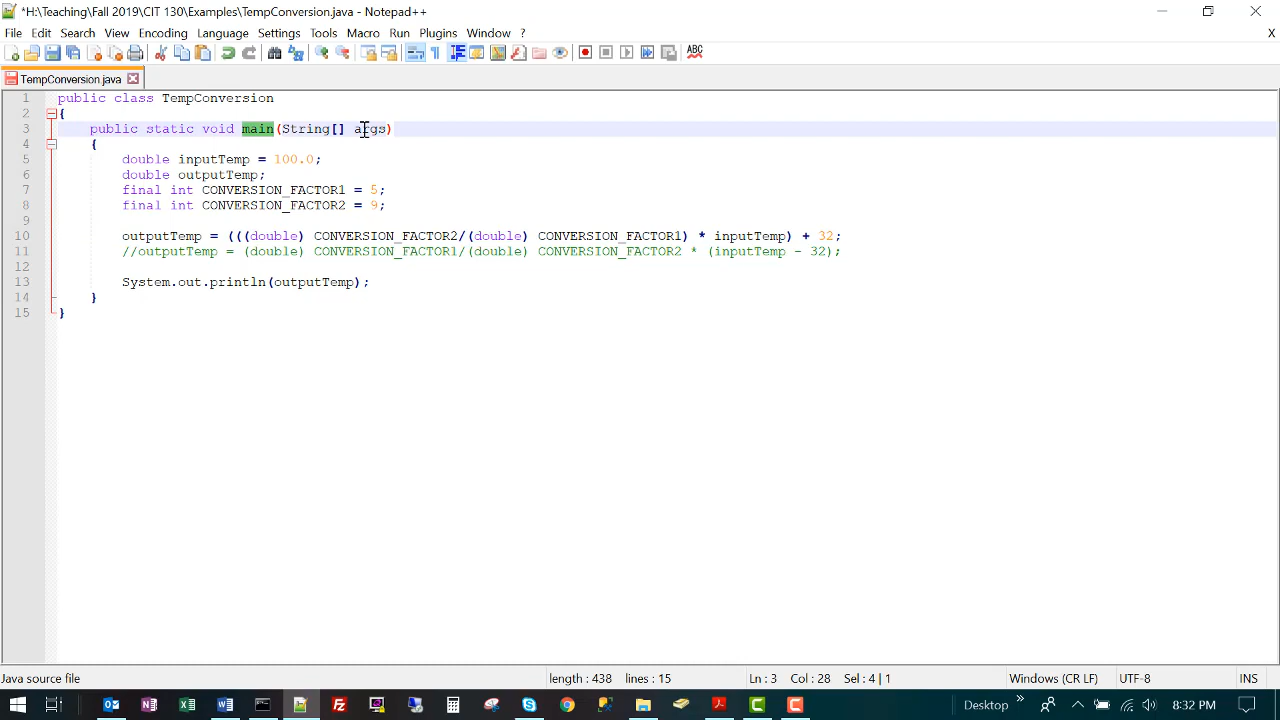 *H:\Teaching\Fall 2019\CIT 130\Examples\TempConversion.java - Notepad++
File Edit Search View Encoding Language Settings Tools Macro Run Plugins Window ? X
ABC
TempConversion.java
1 public class TempConversion
2 {
3 public static void main(String[] args)
4 {
5 double inputTemp = 100.0;
6 double outputTemp;
7 final int CONVERSION_FACTOR1 = 5;
8 final int CONVERSION_FACTOR2 = 9;
9
10 outputTemp = (((double) CONVERSION_FACTOR2/(double) CONVERSION_FACTOR1) * inputTemp) + 32;
11 //outputTemp = (double) CONVERSION_FACTOR1/(double) CONVERSION_FACTOR2 * (inputTemp - 32);
12
13 System.out.println(outputTemp);
14 }
15 }
Java source file length : 438 lines : 15 Ln : 3 Col : 28 Sel : 4 | 1 Windows (CR LF) UTF-8 INS
Desktop » 8:32 PM